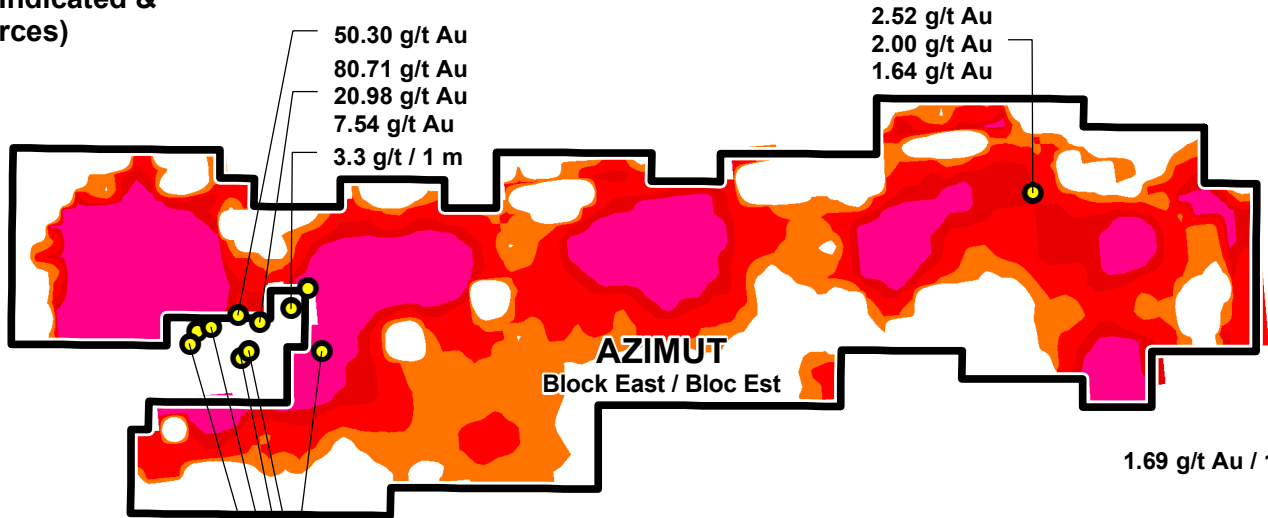 Indicated &
rces)
50.30 g/t Au
80.71 g/t Au
20.98 g/t Au
7.54 g/t Au
3.3 g/t / 1 m
2.52 g/t Au
2.00 g/t Au
1.64 g/t Au
AZIMUT
Block East / Bloc Est
1.69 g/t Au /